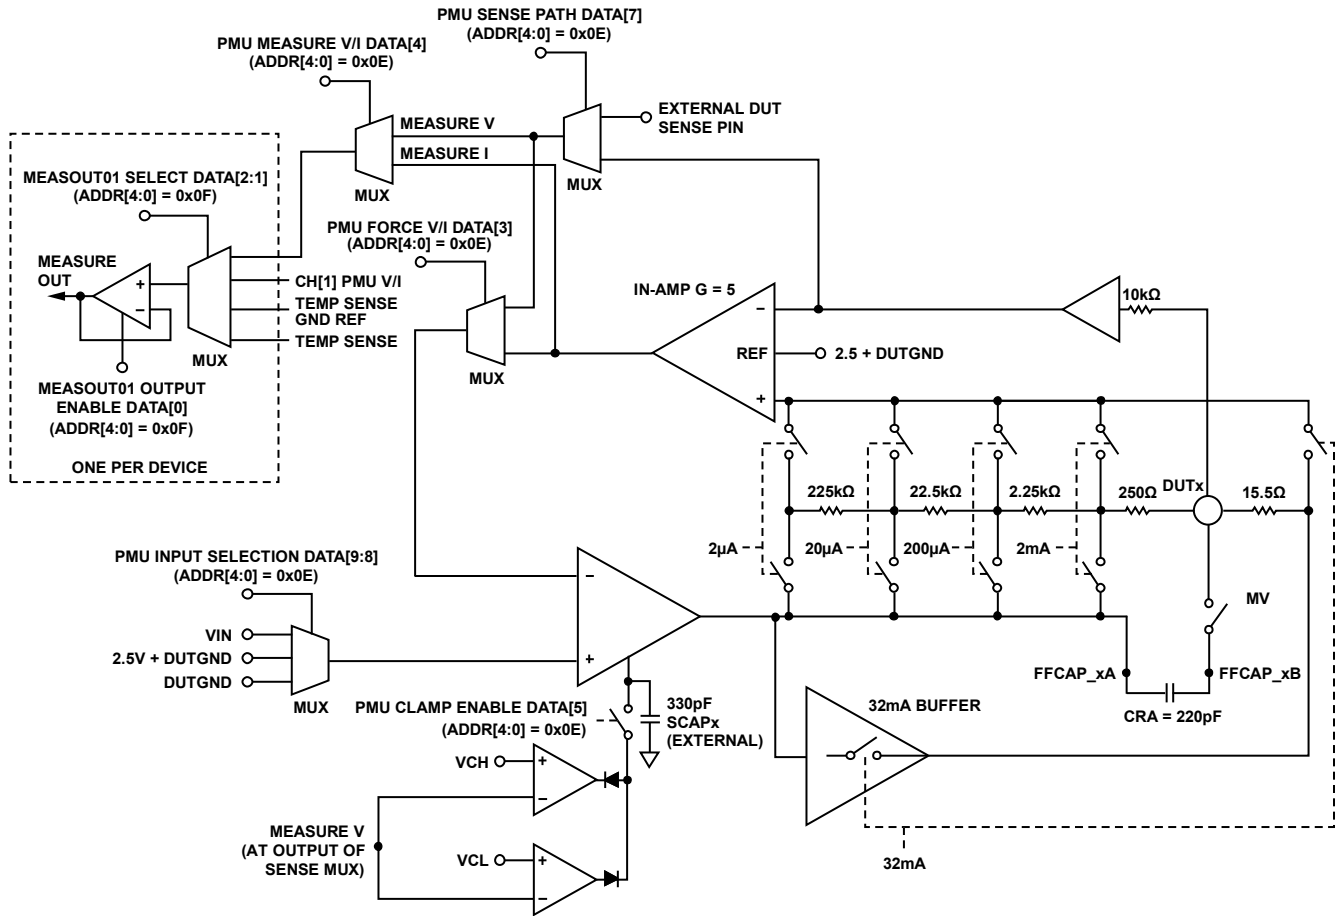 PMU SENSE PATH DATA[7]
(ADDR[4:0] = 0x0E)
PMU MEASURE V/I DATA[4]
(ADDR[4:0] = 0x0E)
EXTERNAL DUT
SENSE PIN
MEASURE V
MEASURE I
MUX
MUX
MEASOUT01 SELECT DATA[2:1]
(ADDR[4:0] = 0x0F)
PMU FORCE V/I DATA[3]
(ADDR[4:0] = 0x0E)
MEASURE
OUT
+
−
CH[1] PMU V/I
TEMP SENSE
GND REF
TEMP SENSE
MUX
MUX
MEASOUT01 OUTPUT
ENABLE DATA[0]
(ADDR[4:0] = 0x0F)
ONE PER DEVICE
IN-AMP G = 5
−
REF
+
2.5 + DUTGND
10kΩ
225kΩ
22.5kΩ
2.25kΩ
250Ω
DUTx
15.5Ω
2µA
20µA
200µA
2mA
MV
PMU INPUT SELECTION DATA[9:8]
(ADDR[4:0] = 0x0E)
VIN
2.5V + DUTGND
DUTGND
MUX
−
+
FFCAP_xA
FFCAP_xB
CRA = 220pF
PMU CLAMP ENABLE DATA[5]
(ADDR[4:0] = 0x0E)
330pF
SCAPx
(EXTERNAL)
32mA BUFFER
VCH
+
−
MEASURE V
(AT OUTPUT OF
SENSE MUX)
VCL
+
−
32mA